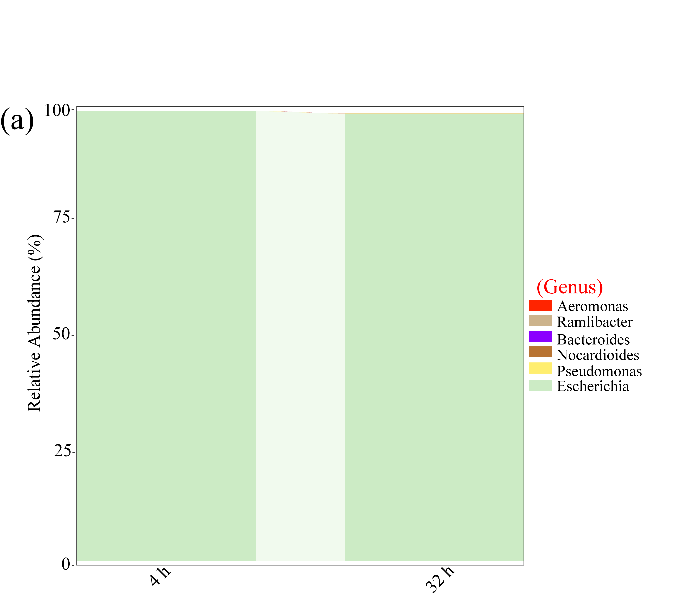 (a)
100
75
50
25
0
Relative Abundance (%)
4 h
32 h
(Genus)
Aeromonas
Ramlibacter
Bacteroides
Nocardioides
Pseudomonas
Escherichia